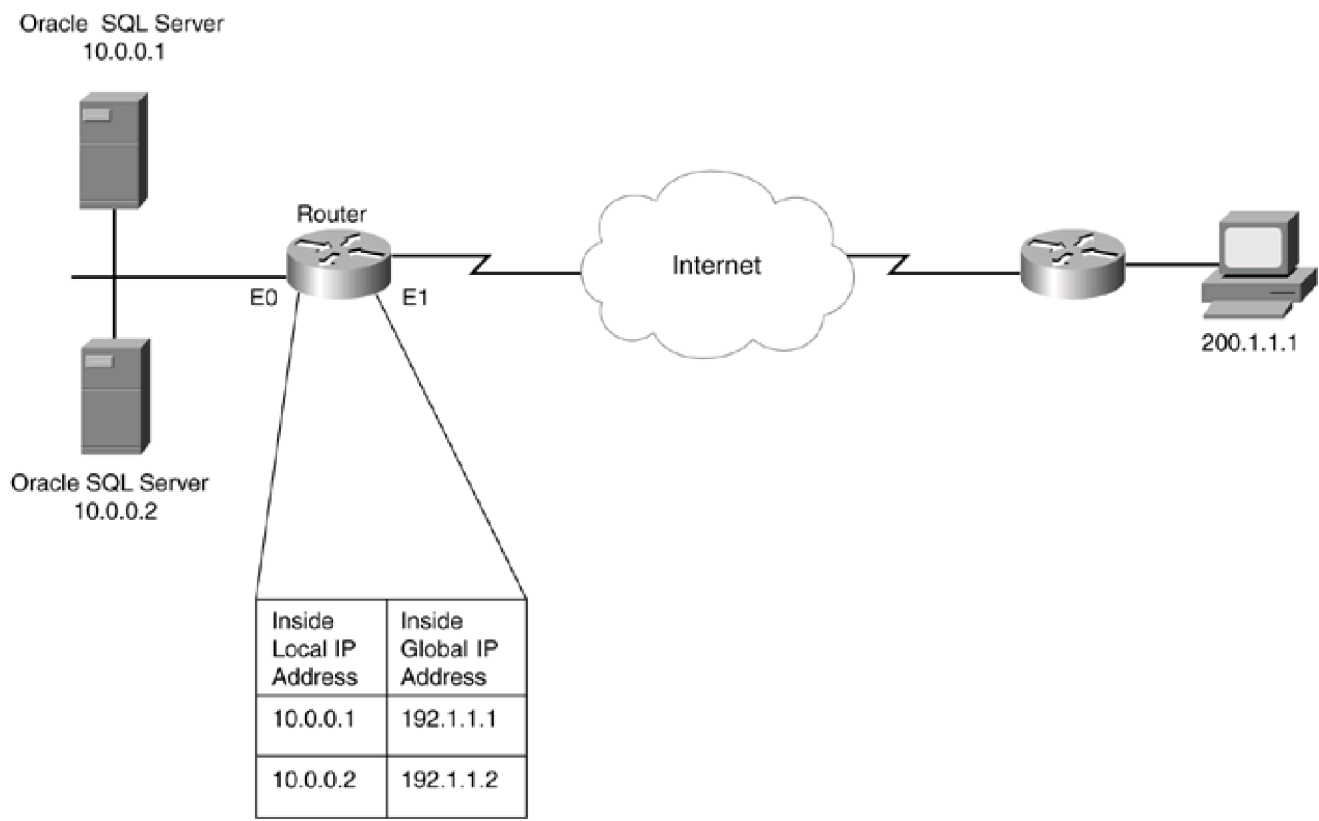 Oracle SQL Server
10.0.0.1
Router
E0
E1
Internet
200.1.1.1
Oracle SQL Server
10.0.0.2
Inside
Local IP
Address
Inside
Global IP
Address
10.0.0.1
192.1.1.1
10.0.0.2
192.1.1.2